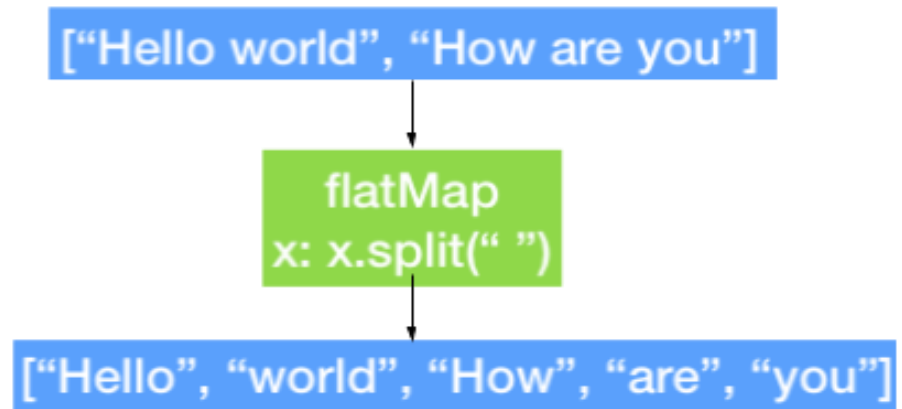 [“Hello world”, “How are you”]
flatMap
x: x.split(“ ”)
[“Hello”, “world”, “How”, “are”, “you”]